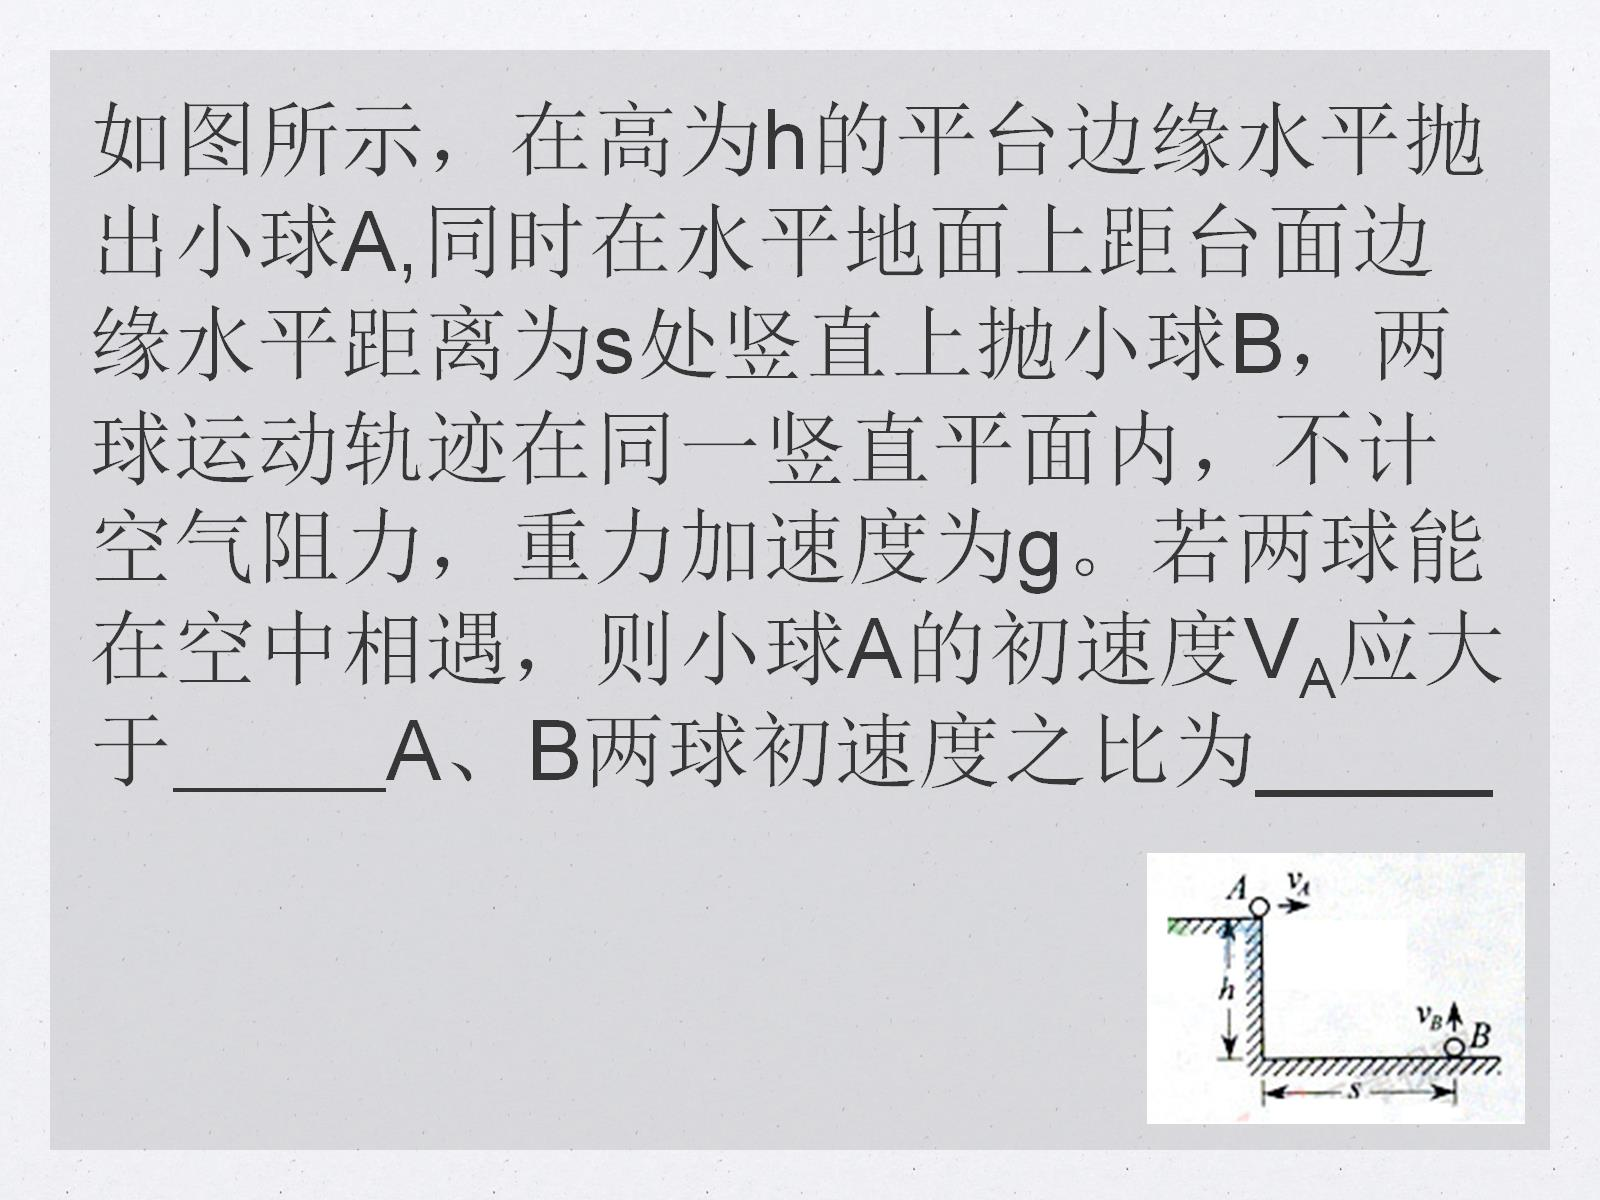 如图所示，在高为h的平台边缘水平抛
出小球A,同时在水平地面上距台面边
缘水平距离为s处竖直上抛小球B，两
球运动轨迹在同一竖直平面内，不计
空气阻力，重力加速度为g。若两球能
在空中相遇，则小球A的初速度VA应大
于_____A、B两球初速度之比为_____
A vA
h
vB B
s